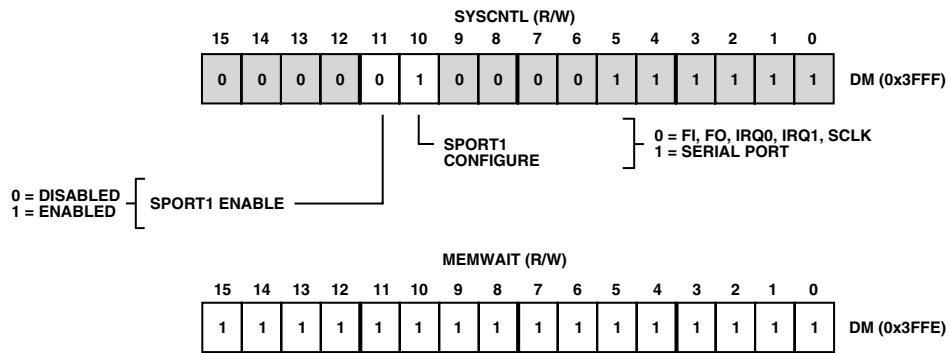 SYSCNTL (R/W)
15 14 13 12 11 10 9 8 7 6 5 4 3 2 1 0
0 0 0 0 0 1 0 0 0 0 1 1 1 1 1 1 DM (0x3FFF)
SPORT1
CONFIGURE
0 = FI, FO, IRQ0, IRQ1, SCLK
1 = SERIAL PORT
0 = DISABLED
1 = ENABLED
SPORT1 ENABLE
MEMWAIT (R/W)
15 14 13 12 11 10 9 8 7 6 5 4 3 2 1 0
1 1 1 1 1 1 1 1 1 1 1 1 1 1 1 1 DM (0x3FFE)